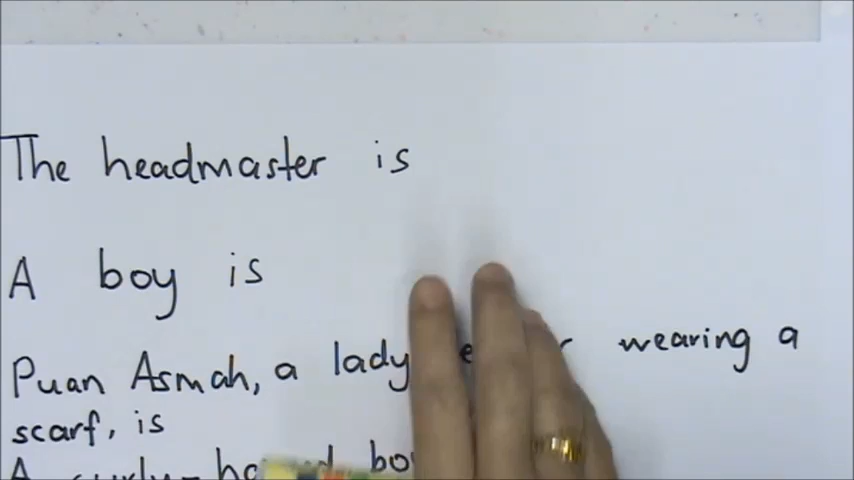 The headmaster is
A boy is
Puan Asmah, a lady wearing a
scarf, is
A